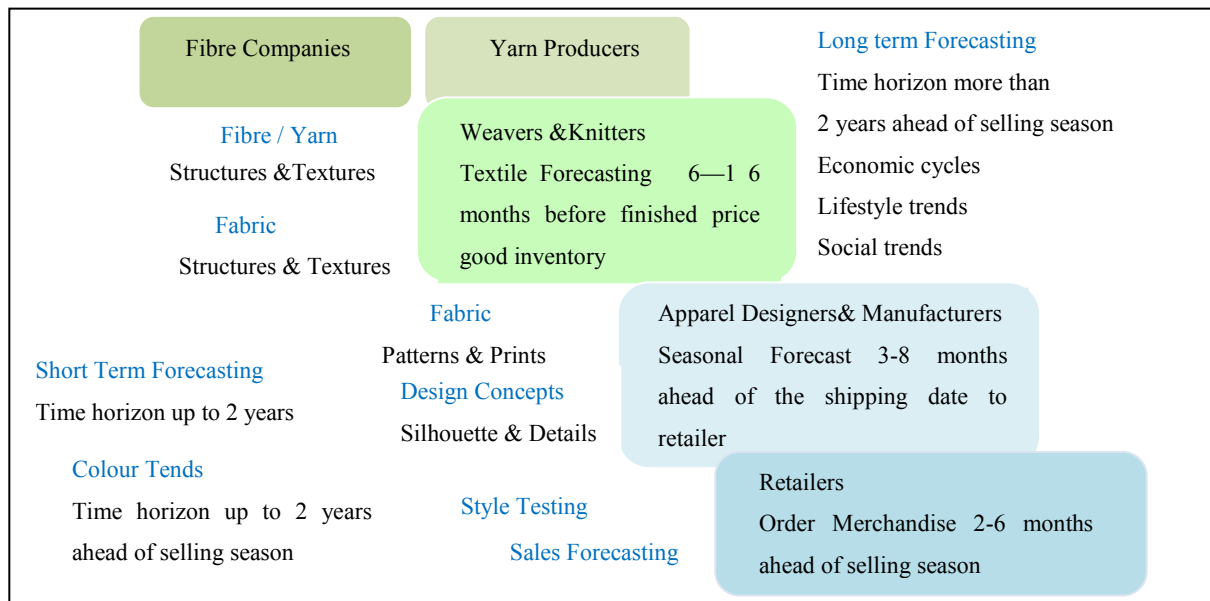 Fibre Companies
Yarn Producers
Long term Forecasting
Time horizon more than
2 years ahead of selling season
Economic cycles
Lifestyle trends
Social trends
Fibre / Yarn
Structures &Textures
Fabric
Structures & Textures
Weavers &Knitters
Textile Forecasting 6—1 6
months before finished price
good inventory
Fabric
Patterns & Prints
Design Concepts
Silhouette & Details
Apparel Designers& Manufacturers
Seasonal Forecast 3-8 months
ahead of the shipping date to
retailer
Short Term Forecasting
Time horizon up to 2 years
Colour Tends
Time horizon up to 2 years
ahead of selling season
Style Testing
Sales Forecasting
Retailers
Order Merchandise 2-6 months
ahead of selling season